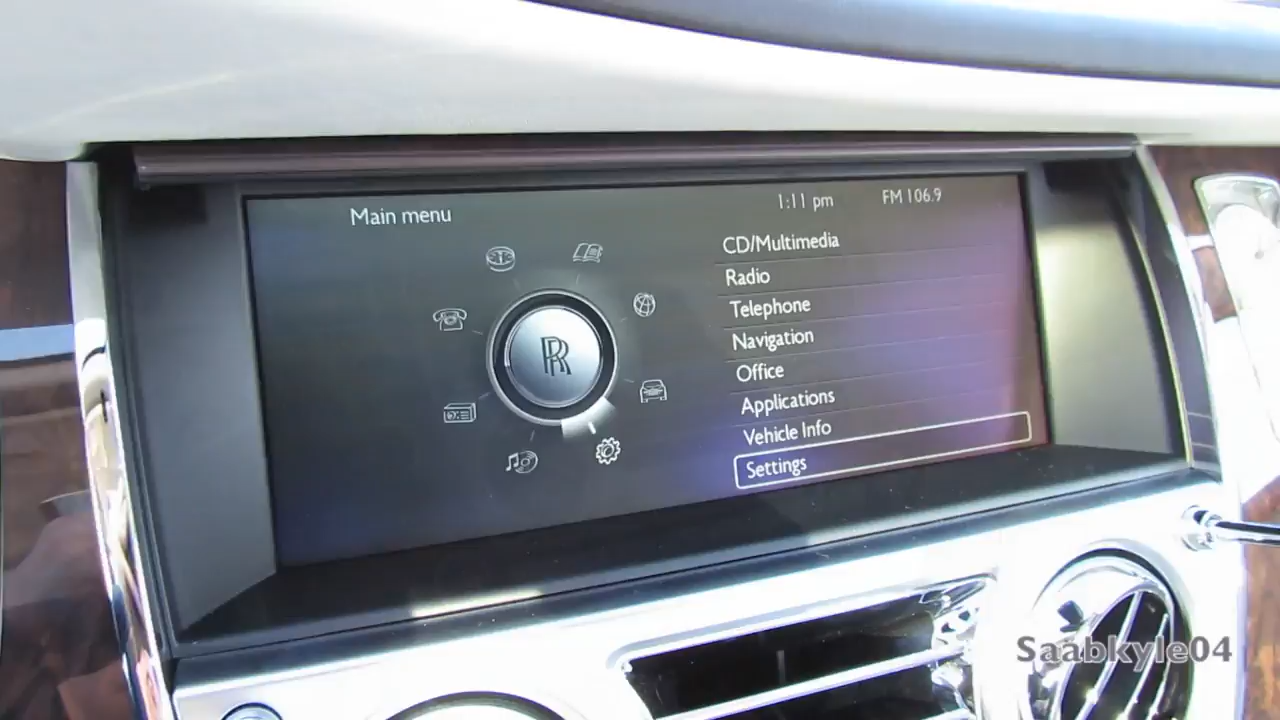 Main menu
1:11 pm
FM 106.9
CD/Multimedia
Radio
Telephone
Navigation
Office
Applications
Vehicle Info
Settings
RR
Saabkyle04